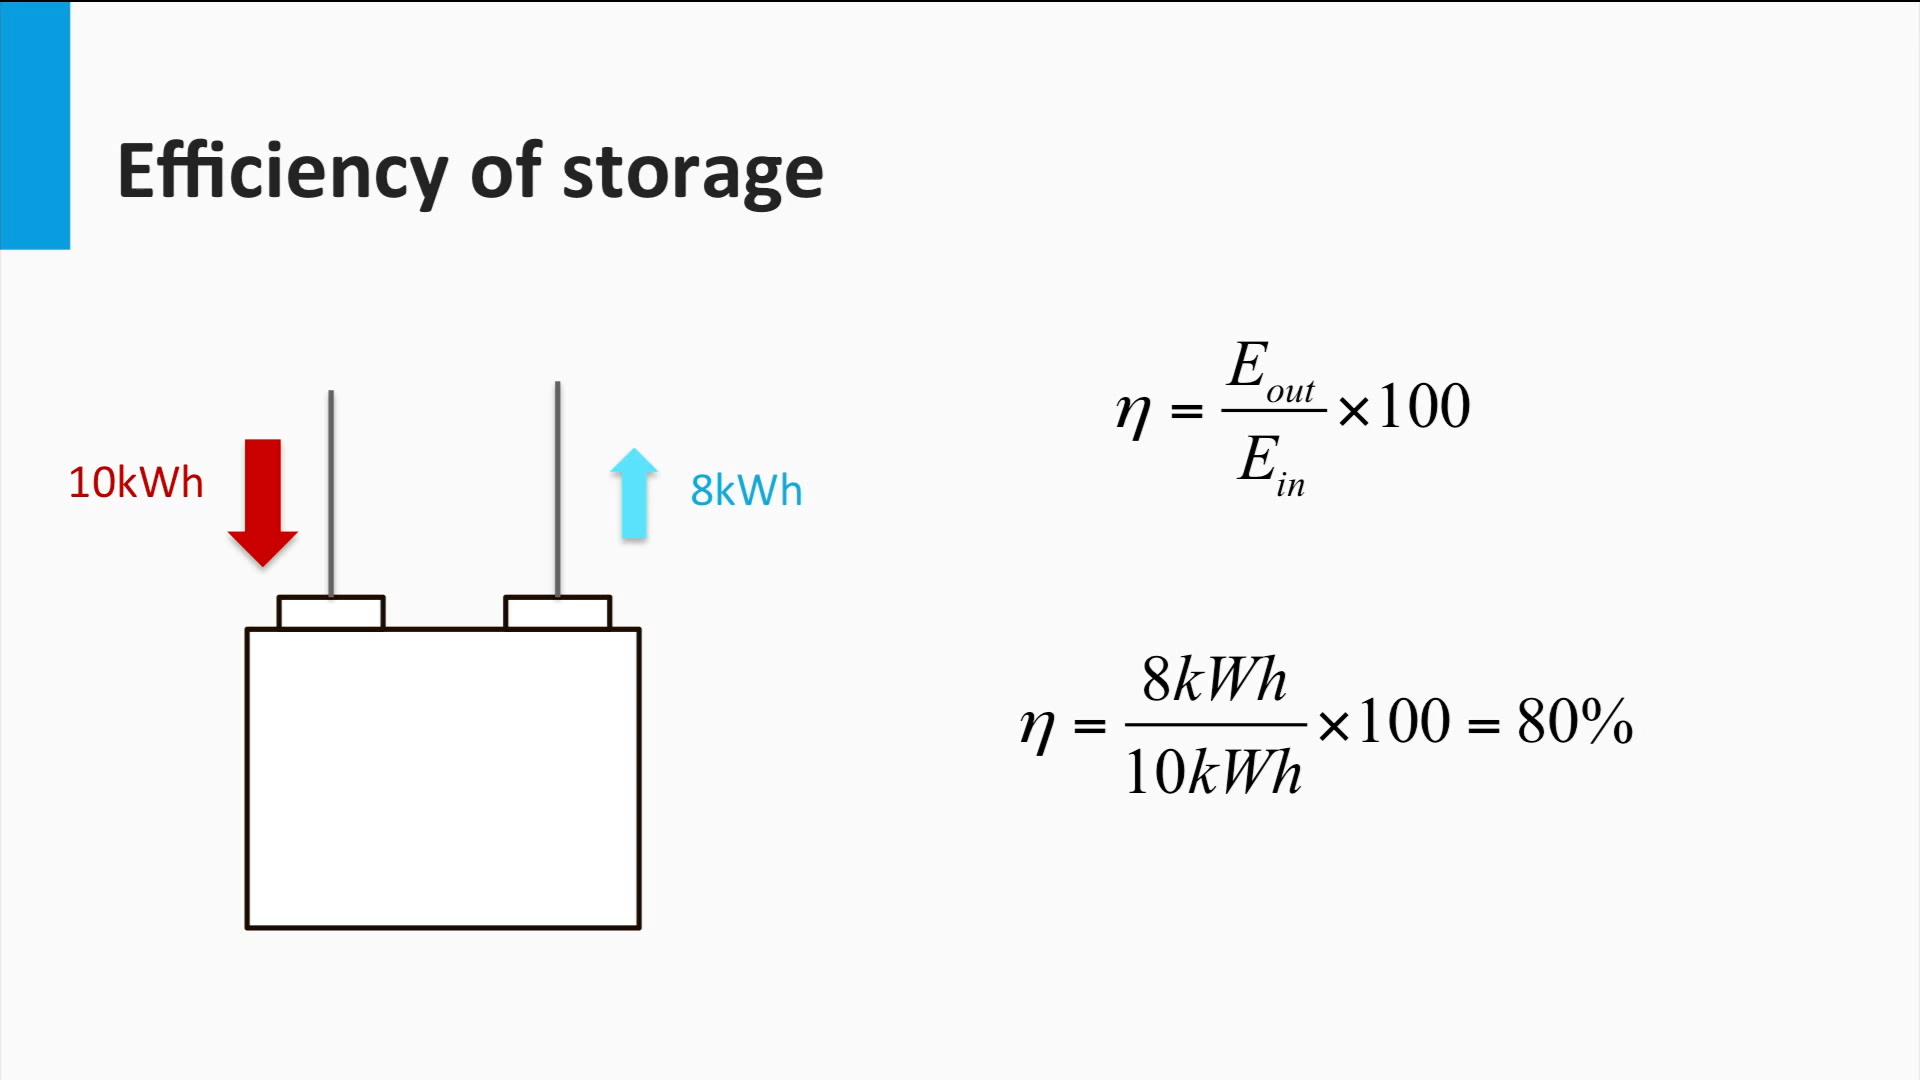 Efficiency of storage
10kWh
8kWh
η = E_out / E_in ×100
η = 8kWh / 10kWh ×100 = 80%